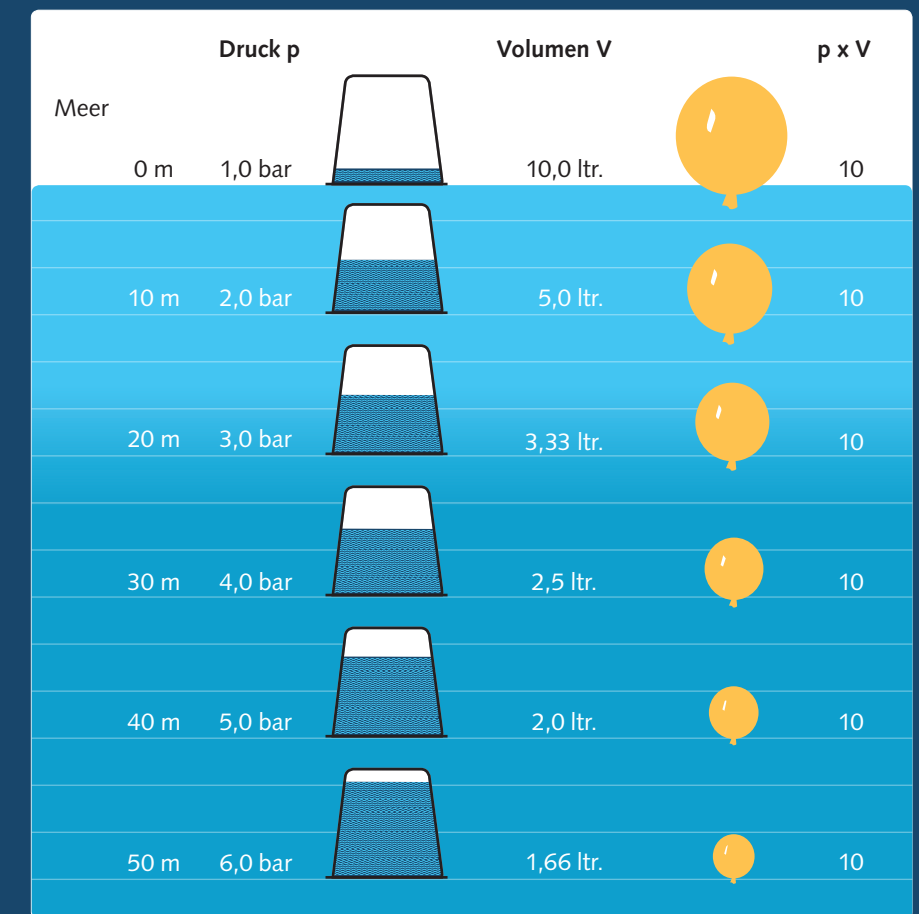 Druck p Volumen V p x V
Meer
0 m 1,0 bar 10,0 ltr. 10
10 m 2,0 bar 5,0 ltr. 10
20 m 3,0 bar 3,33 ltr. 10
30 m 4,0 bar 2,5 ltr. 10
40 m 5,0 bar 2,0 ltr. 10
50 m 6,0 bar 1,66 ltr. 10